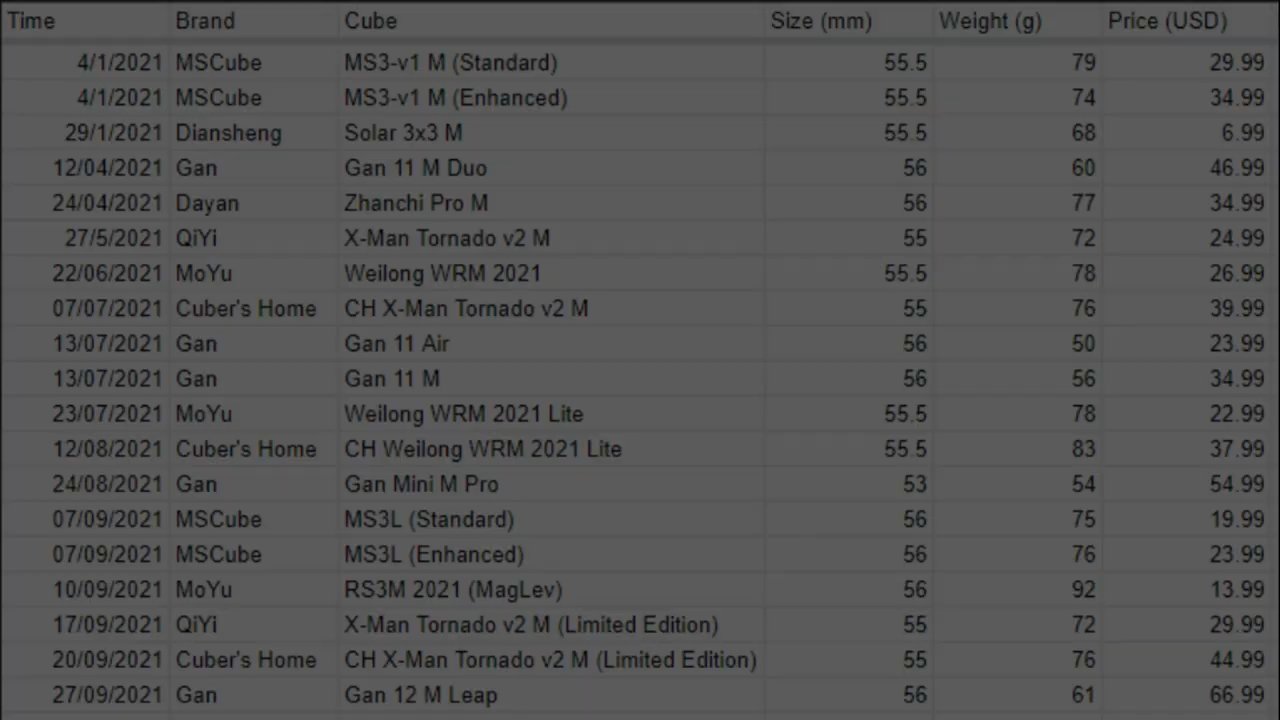 Time Brand Cube Size (mm) Weight (g) Price (USD)
4/1/2021 MSCube MS3-v1 M (Standard) 55.5 79 29.99
4/1/2021 MSCube MS3-v1 M (Enhanced) 55.5 74 34.99
29/1/2021 Diansheng Solar 3x3 M 55.5 68 6.99
12/04/2021 Gan Gan 11 M Duo 56 60 46.99
24/04/2021 Dayan Zhanchi Pro M 56 77 34.99
27/5/2021 QiYi X-Man Tornado v2 M 55 72 24.99
22/06/2021 MoYu Weilong WRM 2021 55.5 78 26.99
07/07/2021 Cuber's Home CH X-Man Tornado v2 M 55 76 39.99
13/07/2021 Gan Gan 11 Air 56 50 23.99
13/07/2021 Gan Gan 11 M 56 56 34.99
23/07/2021 MoYu Weilong WRM 2021 Lite 55.5 78 22.99
12/08/2021 Cuber's Home CH Weilong WRM 2021 Lite 55.5 83 37.99
24/08/2021 Gan Gan Mini M Pro 53 54 54.99
07/09/2021 MSCube MS3L (Standard) 56 75 19.99
07/09/2021 MSCube MS3L (Enhanced) 56 76 23.99
10/09/2021 MoYu RS3M 2021 (MagLev) 56 92 13.99
17/09/2021 QiYi X-Man Tornado v2 M (Limited Edition) 55 72 29.99
20/09/2021 Cuber's Home CH X-Man Tornado v2 M (Limited Edition) 55 76 44.99
27/09/2021 Gan Gan 12 M Leap 56 61 66.99